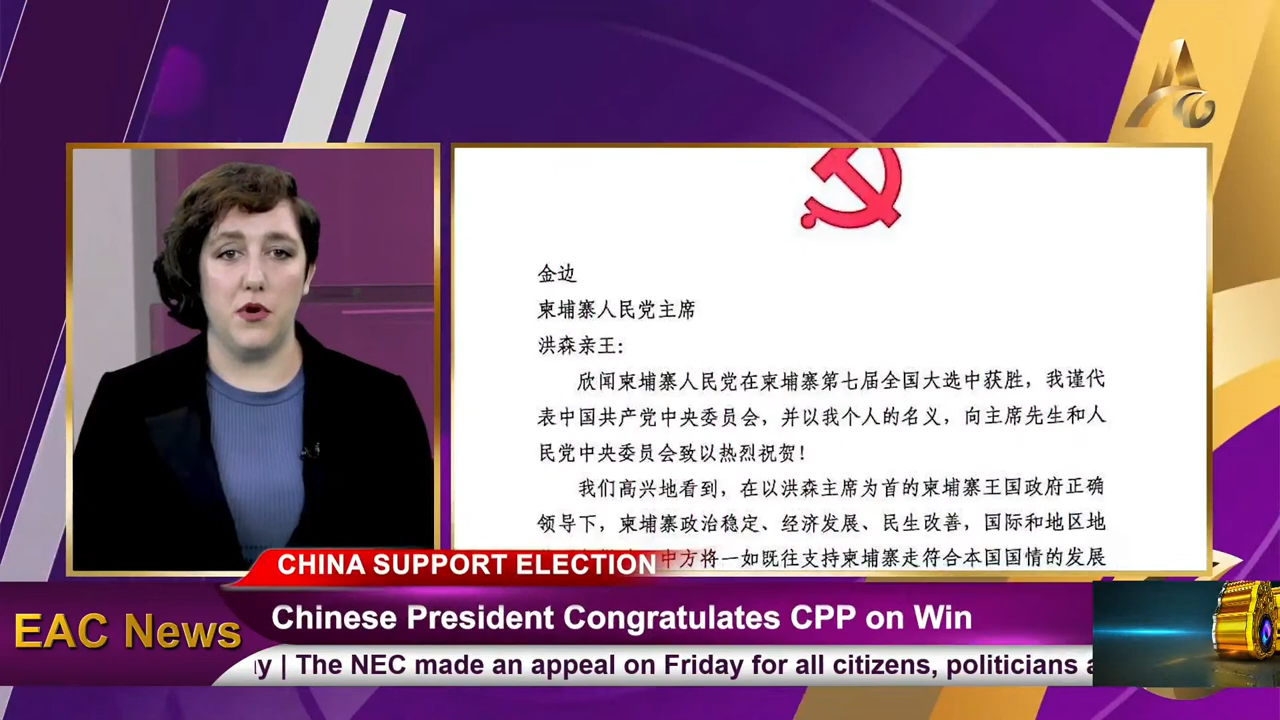 金边
柬埔寨人民党主席
洪森亲王：
欣闻柬埔寨人民党在柬埔寨第七届全国大选中获胜，我谨代
表中国共产党中央委员会，并以我个人的名义，向主席先生和人
民党中央委员会致以热烈祝贺！
我们高兴地看到，在以洪森主席为首的柬埔寨王国政府正确
领导下，柬埔寨政治稳定、经济发展、民生改善，国际和地区地
中方将一如既往支持柬埔寨走符合本国国情的发展
CHINA SUPPORT ELECTION
Chinese President Congratulates CPP on Win
EAC News
| The NEC made an appeal on Friday for all citizens, politicians